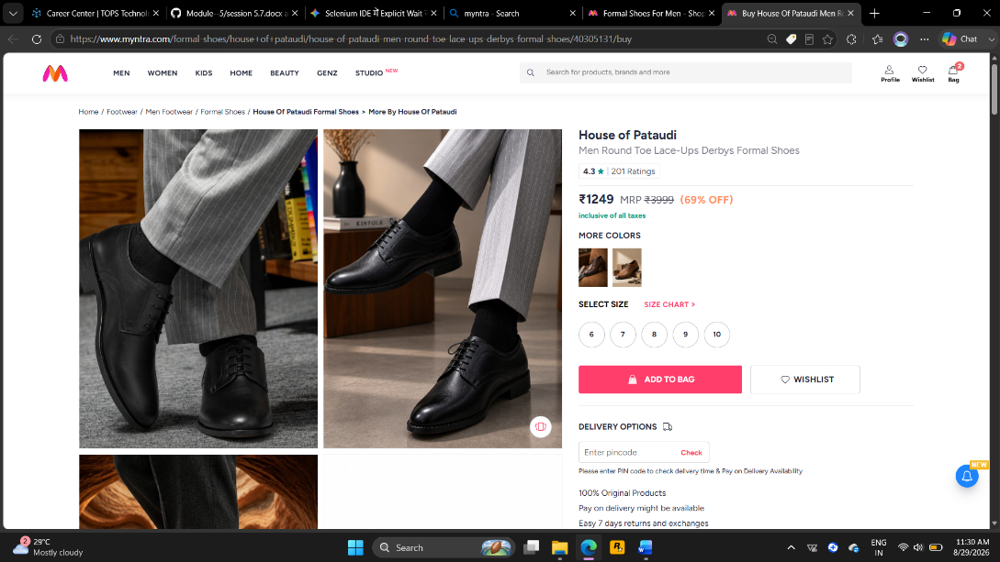 Career Center | TOPS Technol
Module--5/session 5.7.docx a
Selenium IDE में Explicit Wait
myntra - Search
Formal Shoes For Men - Shop
Buy House Of Pataudi Men Ro
https://www.myntra.com/formal-shoes/house+of+pataudi/house-of-pataudi-men-round-toe-lace-ups-derbys-formal-shoes/40305131/buy
Chat
MEN
WOMEN
KIDS
HOME
BEAUTY
GENZ
STUDIO NEW
Search for products, brands and more
Profile
Wishlist
2
Bag
Home / Footwear / Men Footwear / Formal Shoes / House Of Pataudi Formal Shoes > More By House Of Pataudi
KINFOLK
House of Pataudi
Men Round Toe Lace-Ups Derbys Formal Shoes
4.3 ★ | 201 Ratings
₹1249 MRP ₹3999 (69% OFF)
inclusive of all taxes
MORE COLORS
SELECT SIZE SIZE CHART >
6 7 8 9 10
ADD TO BAG
WISHLIST
DELIVERY OPTIONS
Enter pincode Check
Please enter PIN code to check delivery time & Pay on Delivery Availability
100% Original Products
Pay on delivery might be available
Easy 7 days returns and exchanges
NEW
2
29°C
Mostly cloudy
Search
ENG
IN
11:30 AM
8/29/2026